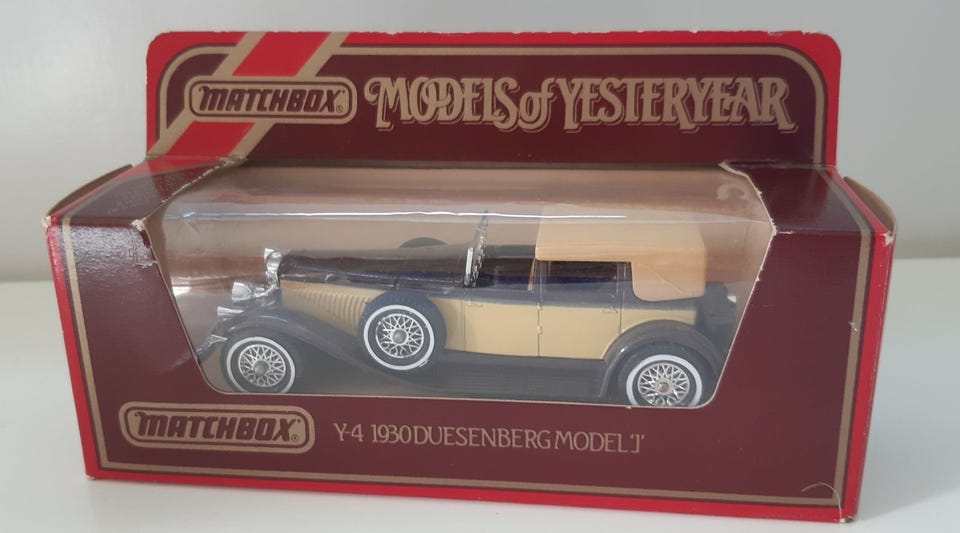 MATCHBOX®
MODELS of YESTERYEAR
MATCHBOX®
Y-4 1930 DUESENBERG MODEL 'J'